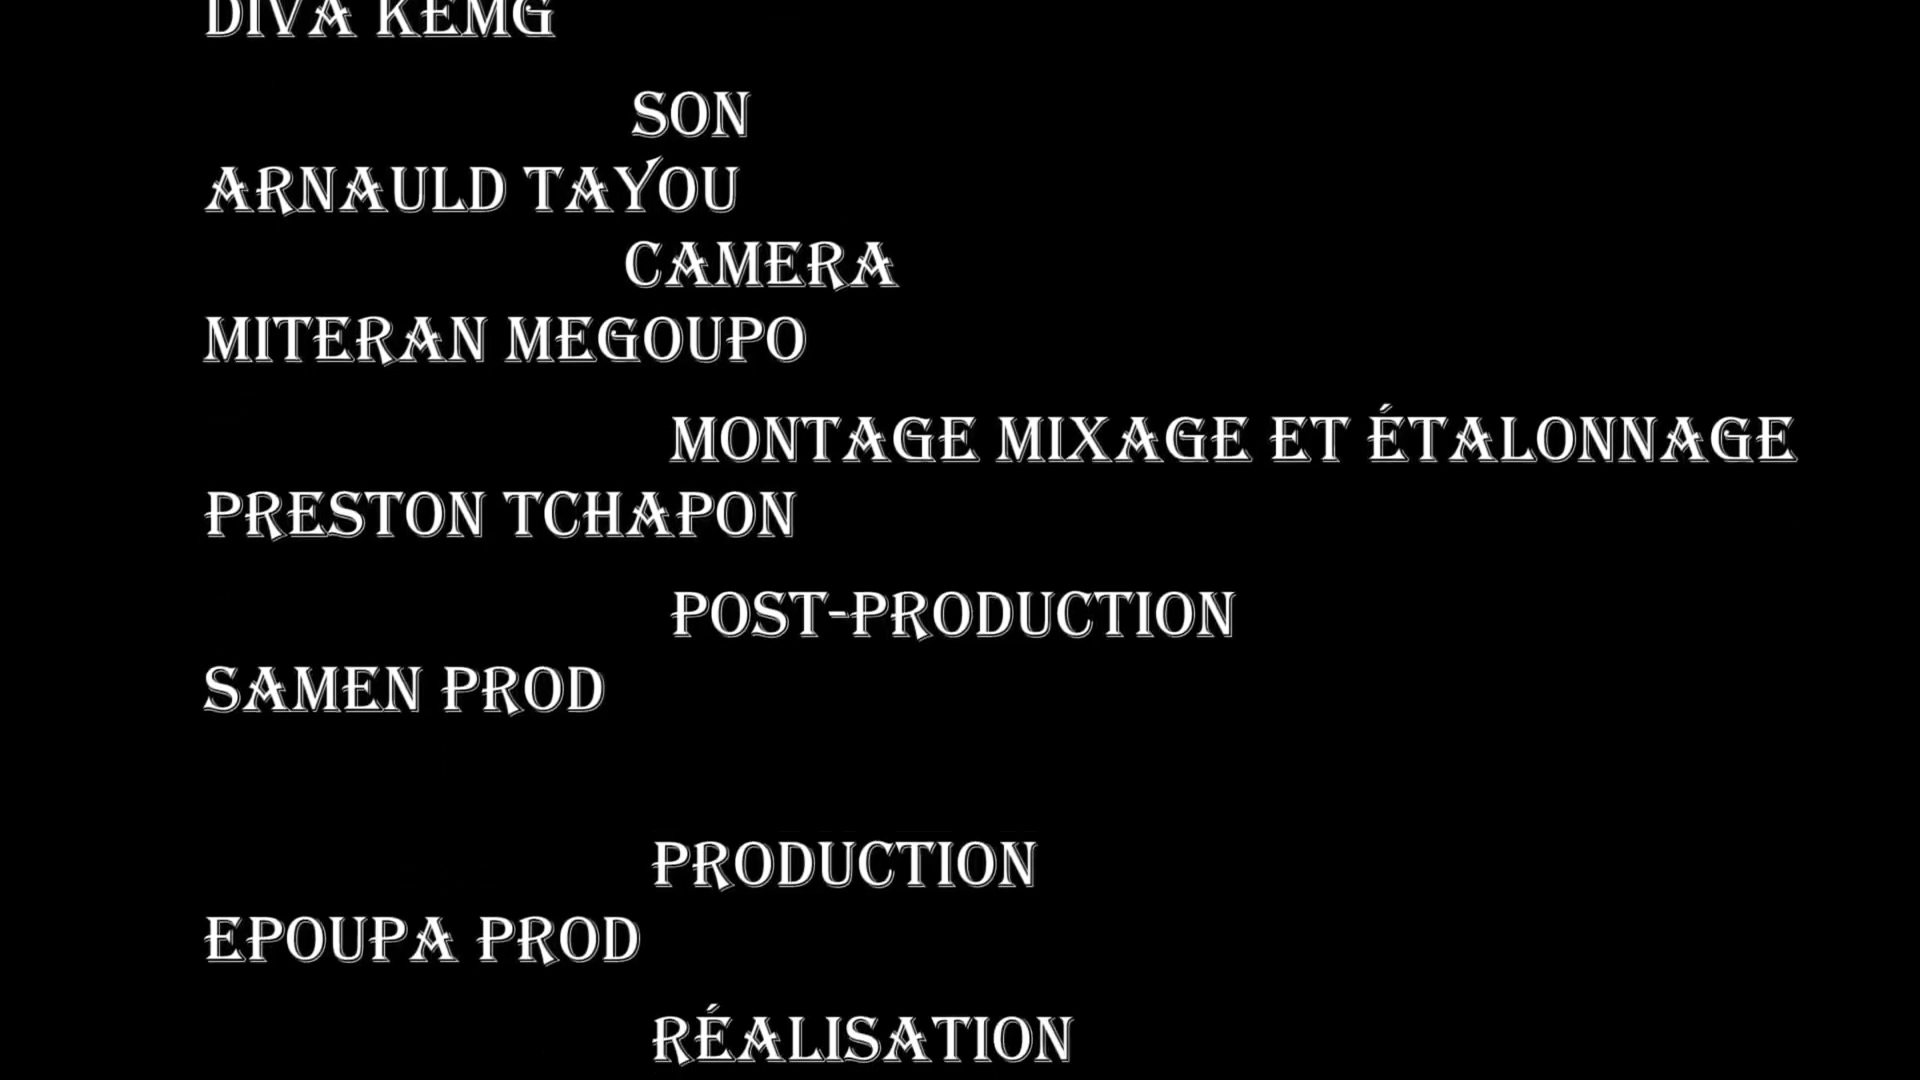 DIVA KEMG
SON
ARNAULD TAYOU
CAMERA
MITERAN MEGOUPO
MONTAGE MIXAGE ET ÉTALONNAGE
PRESTON TCHAPON
POST-PRODUCTION
SAMEN PROD
PRODUCTION
EPOUPA PROD
RÉALISATION